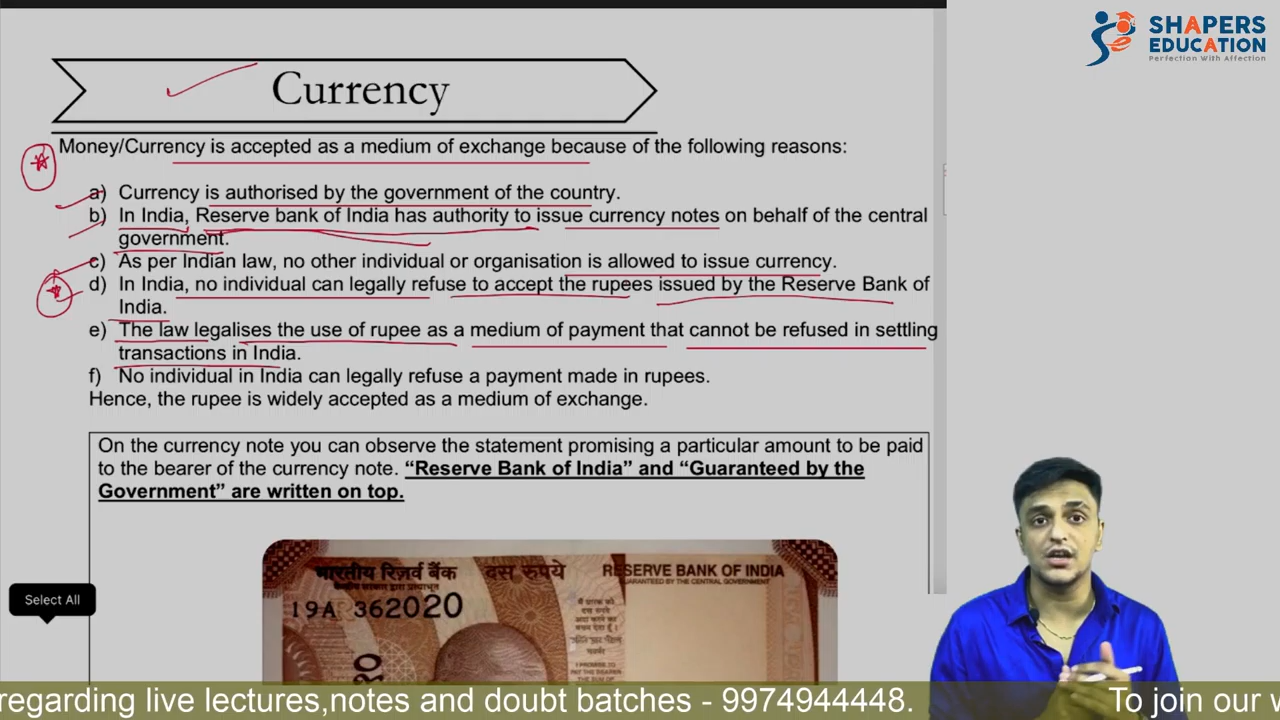 SHAPERS
EDUCATION
Perfection With Affection
Currency
Money/Currency is accepted as a medium of exchange because of the following reasons:
a) Currency is authorised by the government of the country.
b) In India, Reserve bank of India has authority to issue currency notes on behalf of the central
government.
c) As per Indian law, no other individual or organisation is allowed to issue currency.
d) In India, no individual can legally refuse to accept the rupees issued by the Reserve Bank of
India.
e) The law legalises the use of rupee as a medium of payment that cannot be refused in settling
transactions in India.
f) No individual in India can legally refuse a payment made in rupees.
Hence, the rupee is widely accepted as a medium of exchange.
On the currency note you can observe the statement promising a particular amount to be paid
to the bearer of the currency note. “Reserve Bank of India” and “Guaranteed by the
Government” are written on top.
भारतीय रिज़र्व बैंक दस रुपये RESERVE BANK OF INDIA
GUARANTEED BY THE CENTRAL GOVERNMENT
19A 362020
I PROMISE TO
PAY THE BEARER
THE SUM OF
Select All
regarding live lectures,notes and doubt batches - 9974944448. To join our w